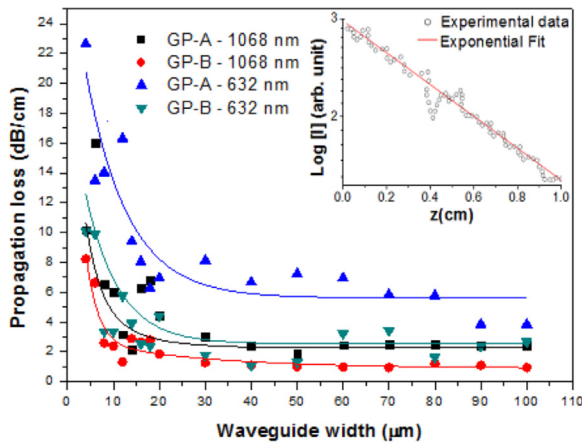 GP-A - 1068 nm
GP-B - 1068 nm
GP-A - 632 nm
GP-B - 632 nm
Propagation loss (dB/cm)
24
22
20
18
16
14
12
10
8
6
4
2
0
0 10 20 30 40 50 60 70 80 90 100 110
Waveguide width (µm)
Experimental data
Exponential Fit
Log [I] (arb. unit)
3
2
0.0 0.2 0.4 0.6 0.8 1.0
z(cm)